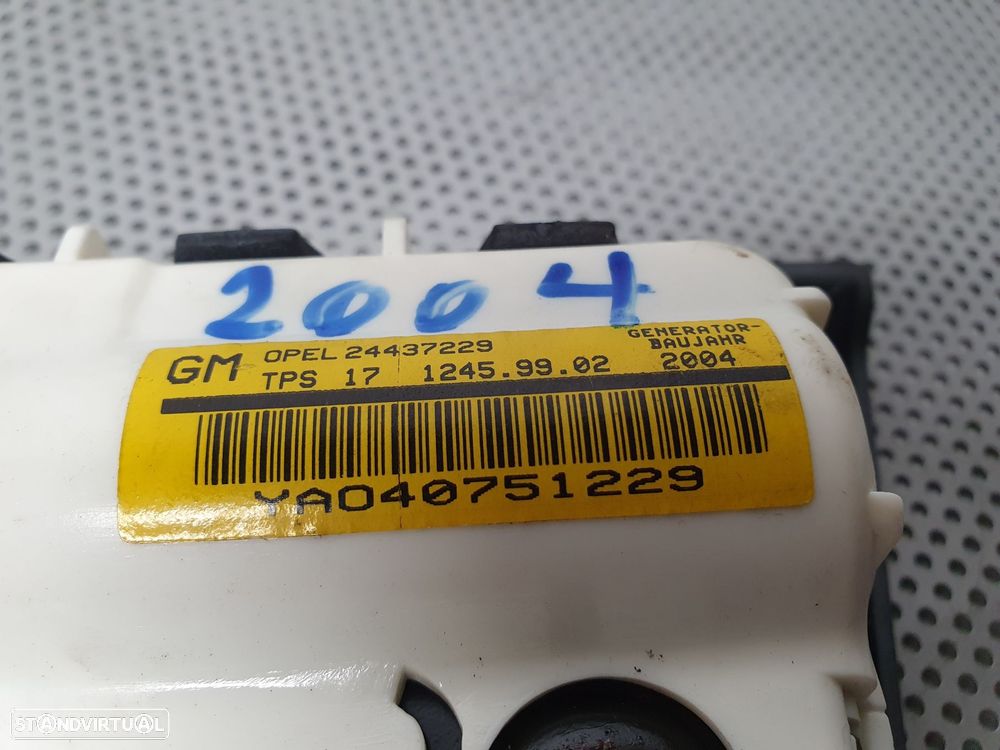 2004
GM OPEL 24437229 GENERATOR-
BAUJAHR
TPS 17 1245.99.02 2004
YA040751229
STANDVIRTUAL